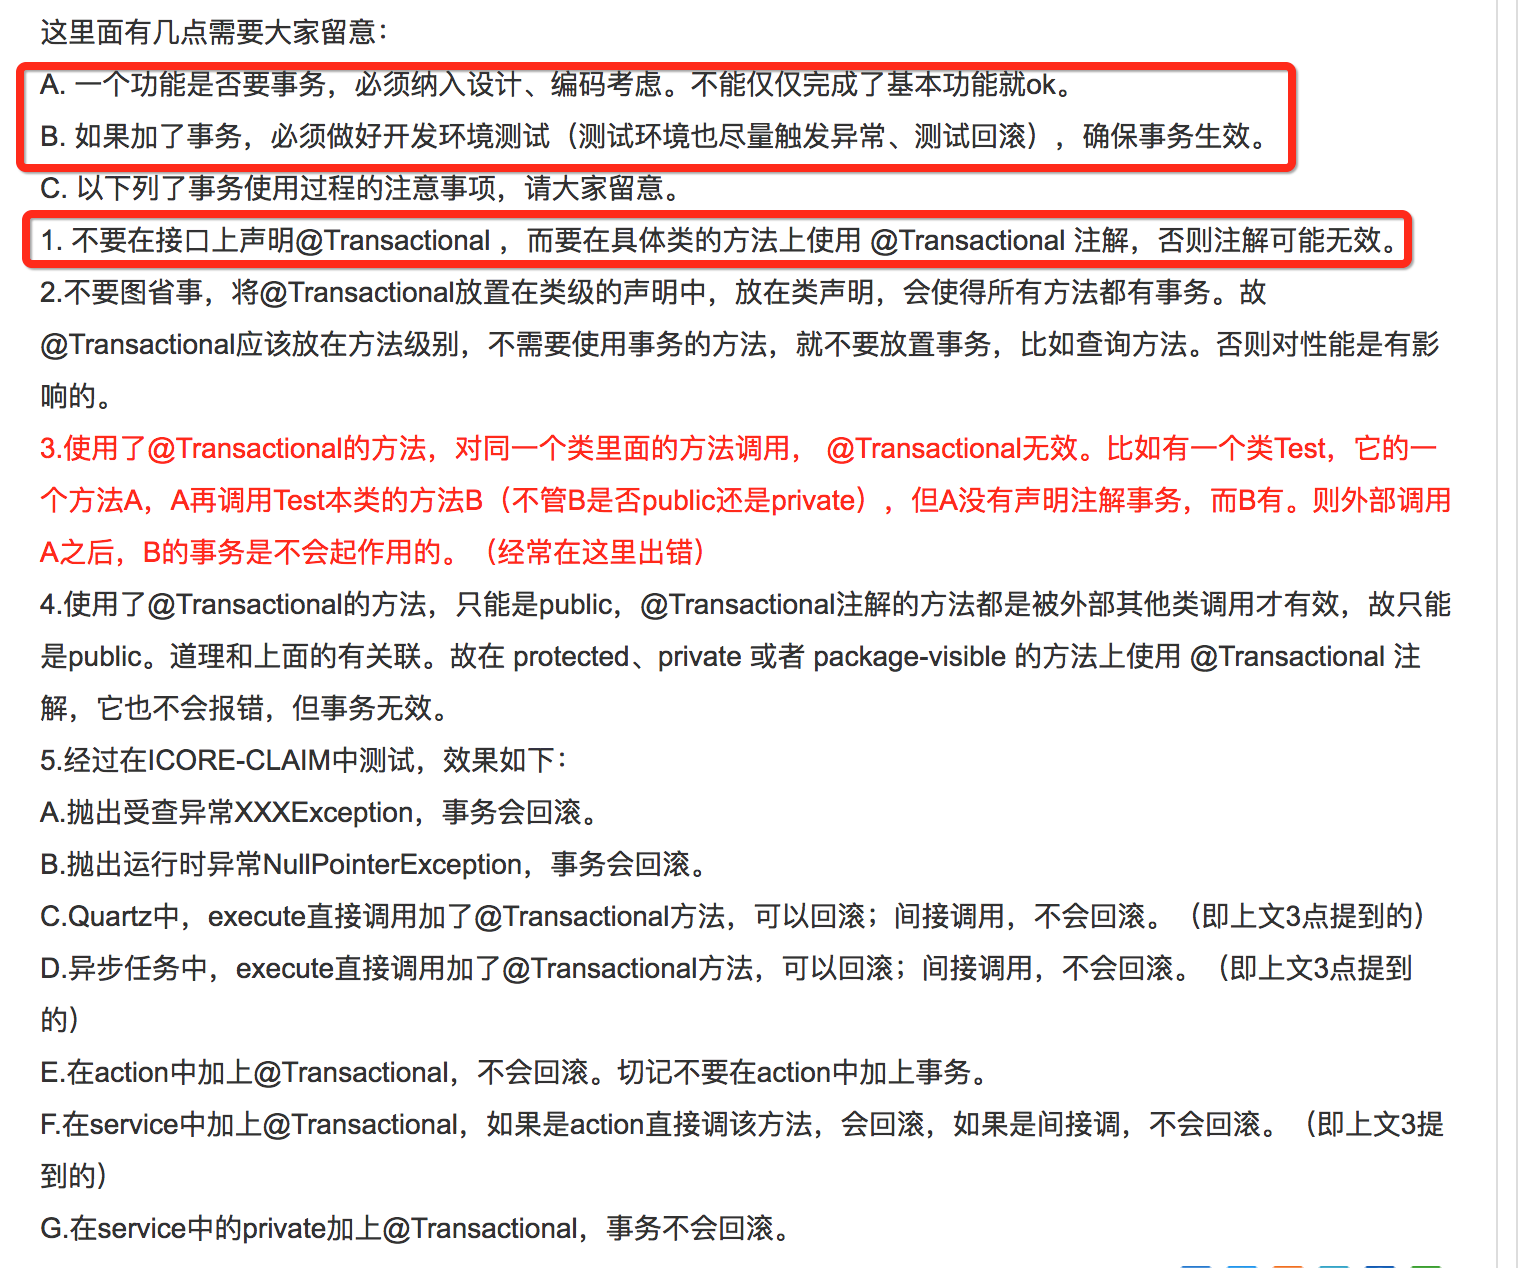 这里面有几点需要大家留意：
A. 一个功能是否要事务，必须纳入设计、编码考虑。不能仅仅完成了基本功能就ok。
B. 如果加了事务，必须做好开发环境测试（测试环境也尽量触发异常、测试回滚），确保事务生效。
C. 以下列了事务使用过程的注意事项，请大家留意。
1. 不要在接口上声明@Transactional ，而要在具体类的方法上使用 @Transactional 注解，否则注解可能无效。
2.不要图省事，将@Transactional放置在类级的声明中，放在类声明，会使得所有方法都有事务。故
@Transactional应该放在方法级别，不需要使用事务的方法，就不要放置事务，比如查询方法。否则对性能是有影
响的。
3.使用了@Transactional的方法，对同一个类里面的方法调用， @Transactional无效。比如有一个类Test，它的一
个方法A，A再调用Test本类的方法B（不管B是否public还是private），但A没有声明注解事务，而B有。则外部调用
A之后，B的事务是不会起作用的。（经常在这里出错）
4.使用了@Transactional的方法，只能是public，@Transactional注解的方法都是被外部其他类调用才有效，故只能
是public。道理和上面的有关联。故在 protected、private 或者 package-visible 的方法上使用 @Transactional 注
解，它也不会报错，但事务无效。
5.经过在ICORE-CLAIM中测试，效果如下：
A.抛出受查异常XXXException，事务会回滚。
B.抛出运行时异常NullPointerException，事务会回滚。
C.Quartz中，execute直接调用加了@Transactional方法，可以回滚；间接调用，不会回滚。（即上文3点提到的）
D.异步任务中，execute直接调用加了@Transactional方法，可以回滚；间接调用，不会回滚。（即上文3点提到
的）
E.在action中加上@Transactional，不会回滚。切记不要在action中加上事务。
F.在service中加上@Transactional，如果是action直接调该方法，会回滚，如果是间接调，不会回滚。（即上文3提
到的）
G.在service中的private加上@Transactional，事务不会回滚。